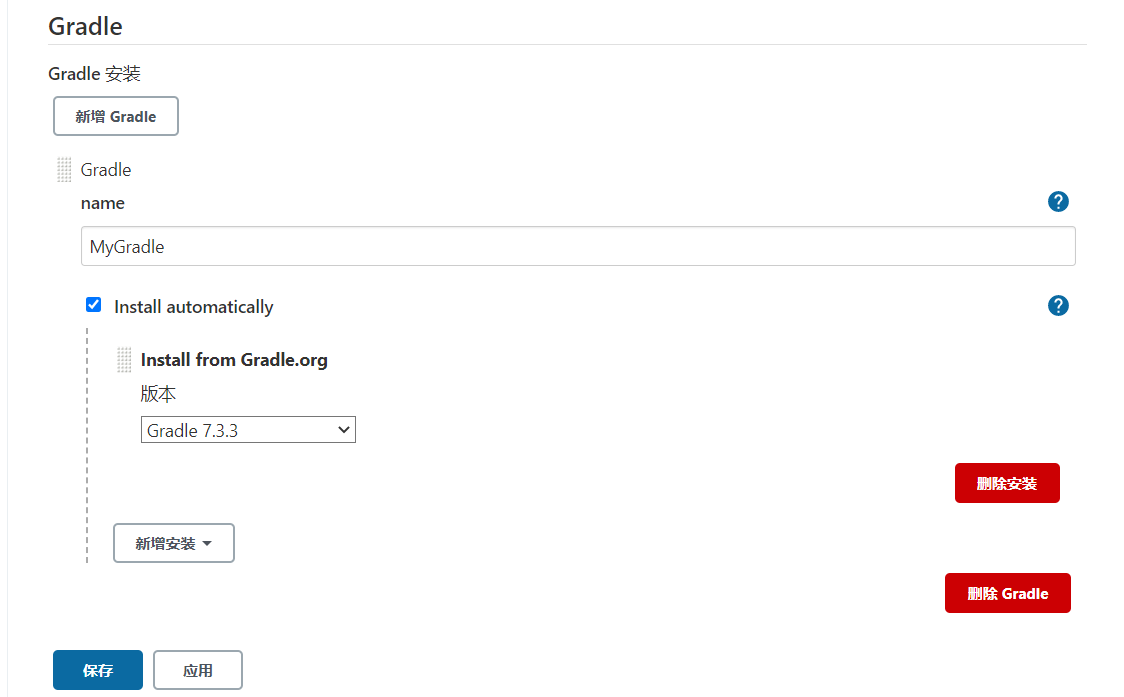 Gradle
Gradle 安装
新增 Gradle
Gradle
name
?
MyGradle
Install automatically
?
Install from Gradle.org
版本
Gradle 7.3.3
删除安装
新增安装
删除 Gradle
保存
应用